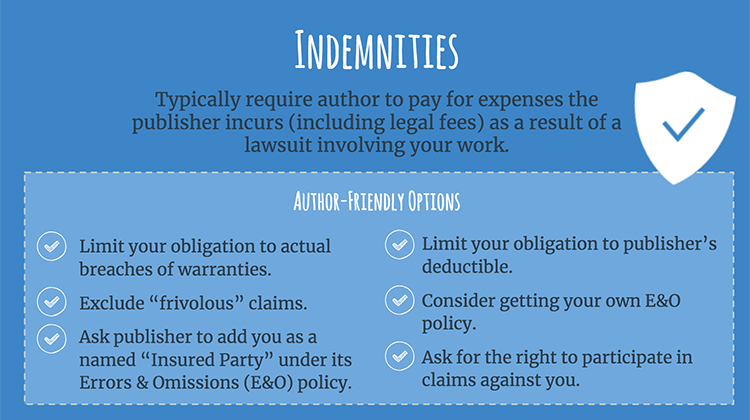 INDEMNITIES
Typically require author to pay for expenses the
publisher incurs (including legal fees) as a result of a
lawsuit involving your work.
AUTHOR-FRIENDLY OPTIONS
Limit your obligation to actual
breaches of warranties.
Exclude “frivolous” claims.
Ask publisher to add you as a
named “Insured Party” under its
Errors & Omissions (E&O) policy.
Limit your obligation to publisher’s
deductible.
Consider getting your own E&O
policy.
Ask for the right to participate in
claims against you.